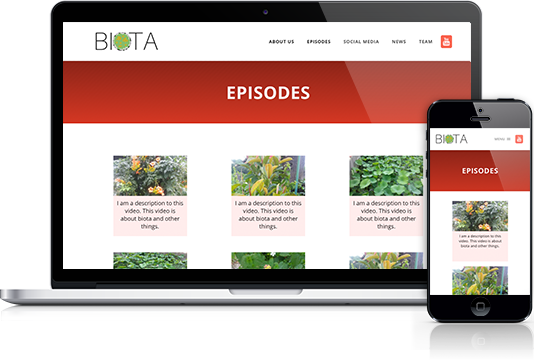 BIOTA
ABOUT US EPISODES SOCIAL MEDIA NEWS TEAM You Tube
EPISODES
I am a description to this
video. This video is
about biota and other
things.
I am a description to this
video. This video is
about biota and other
things.
I am a description to this
video. This video is
about biota and other
things.
BIOTA
MENU
EPISODES
I am a description to this
video. This video is about
biota and other things.